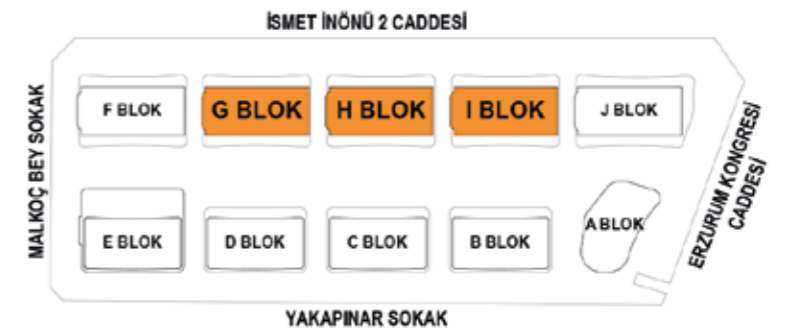 İSMET İNÖNÜ 2 CADDESİ
MALKOÇ BEY SOKAK
F BLOK
G BLOK
H BLOK
I BLOK
J BLOK
ERZURUM KONGRESİ
CADDESİ
E BLOK
D BLOK
C BLOK
B BLOK
A BLOK
YAKAPINAR SOKAK